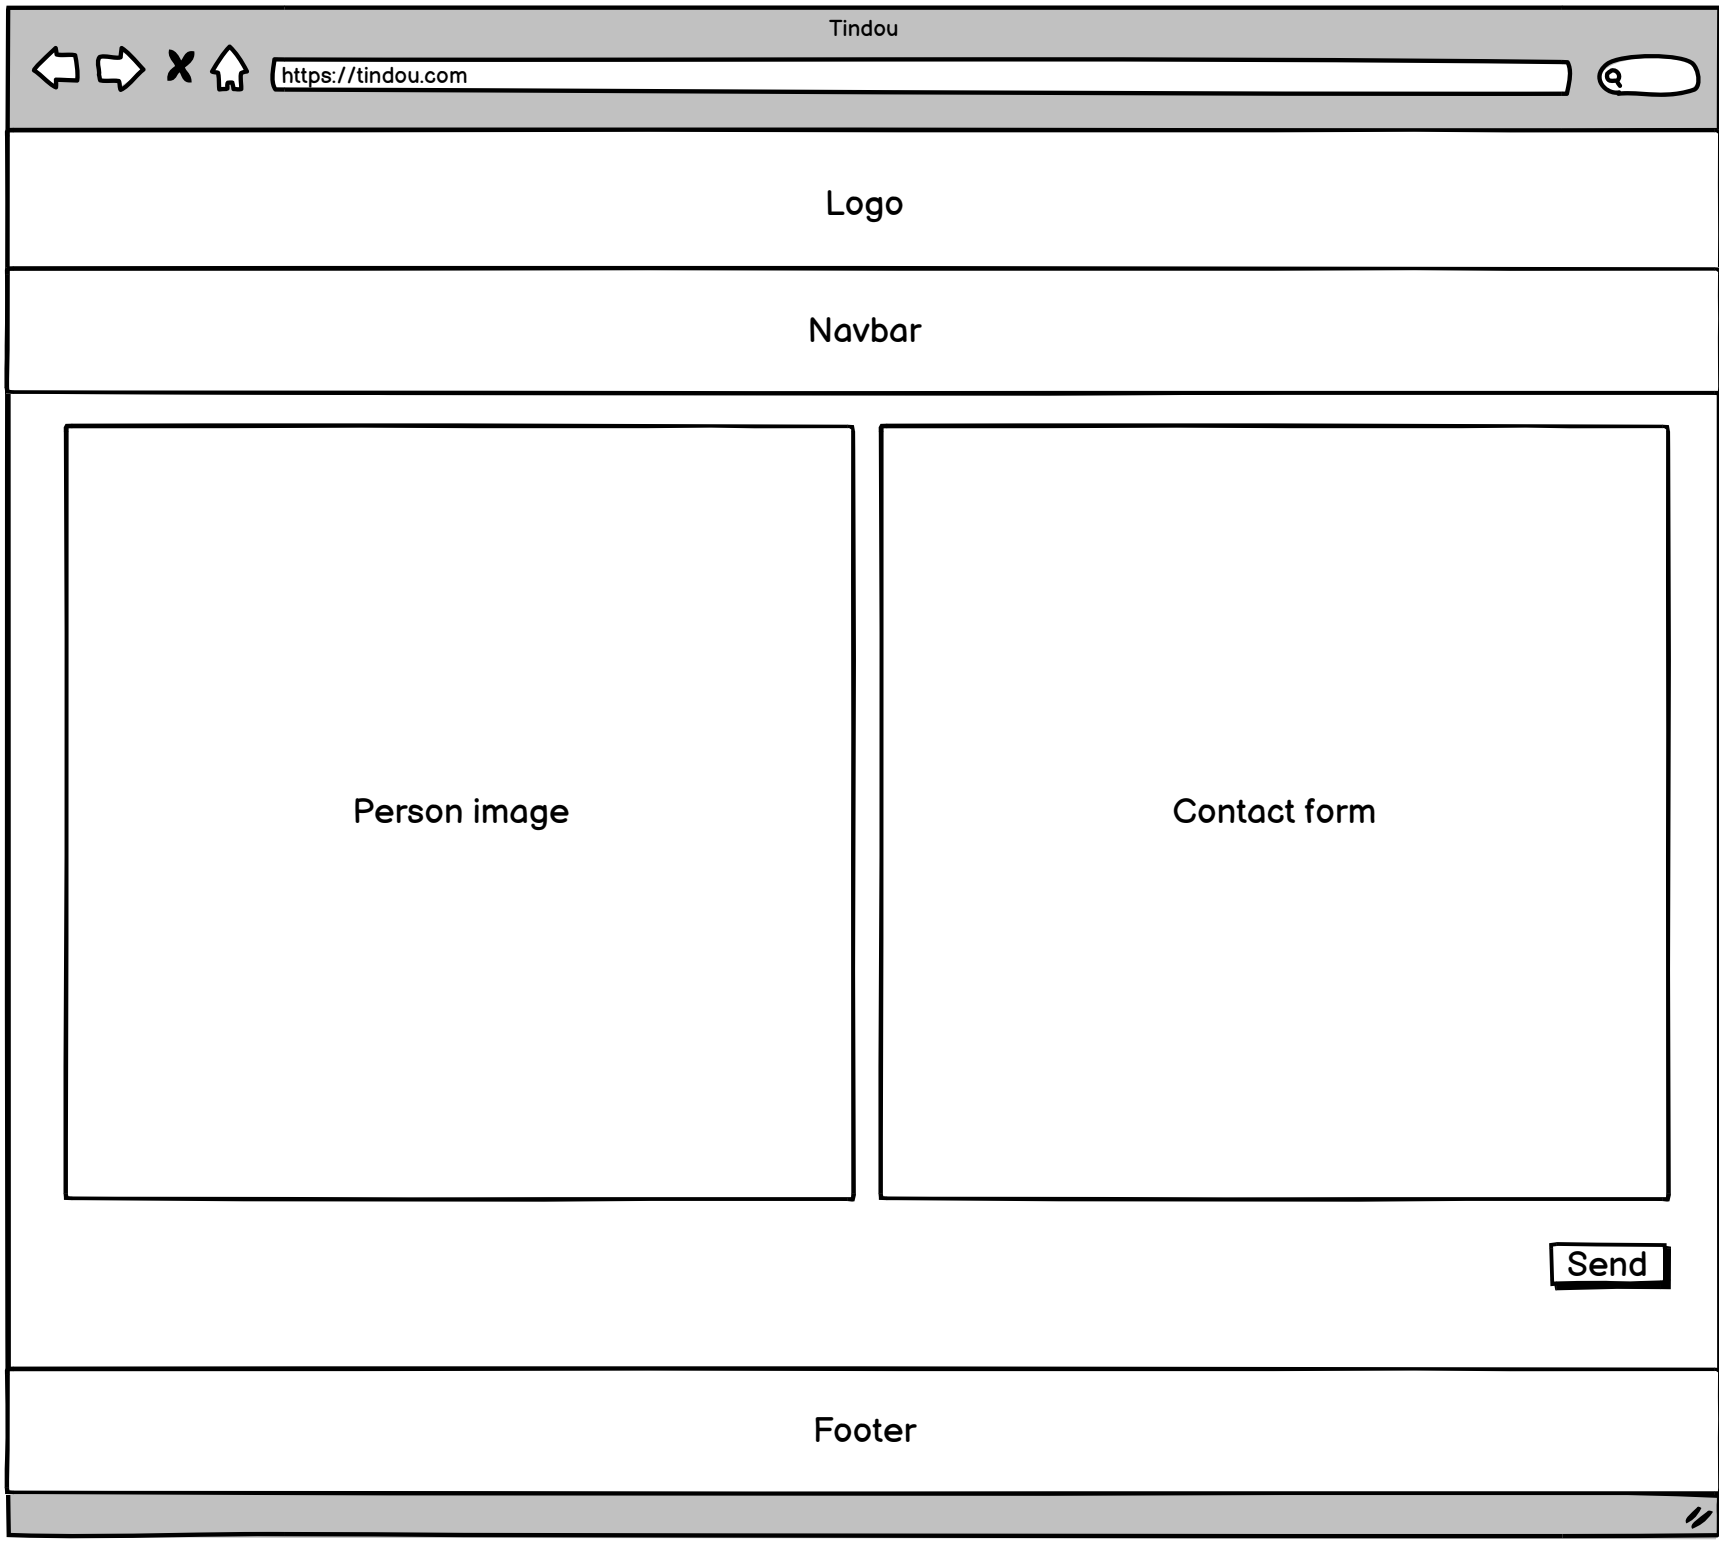 Tindou
https://tindou.com
Logo
Navbar
Person image
Contact form
Send
Footer